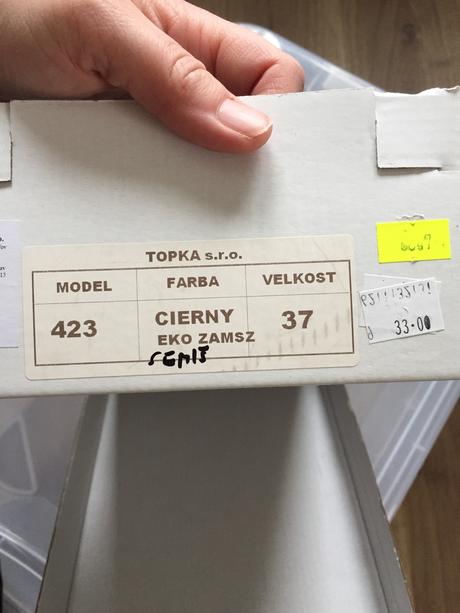 TOPKA s.r.o.
MODEL FARBA VELKOST
423 CIERNY 37
EKO ZAMSZ
33.00